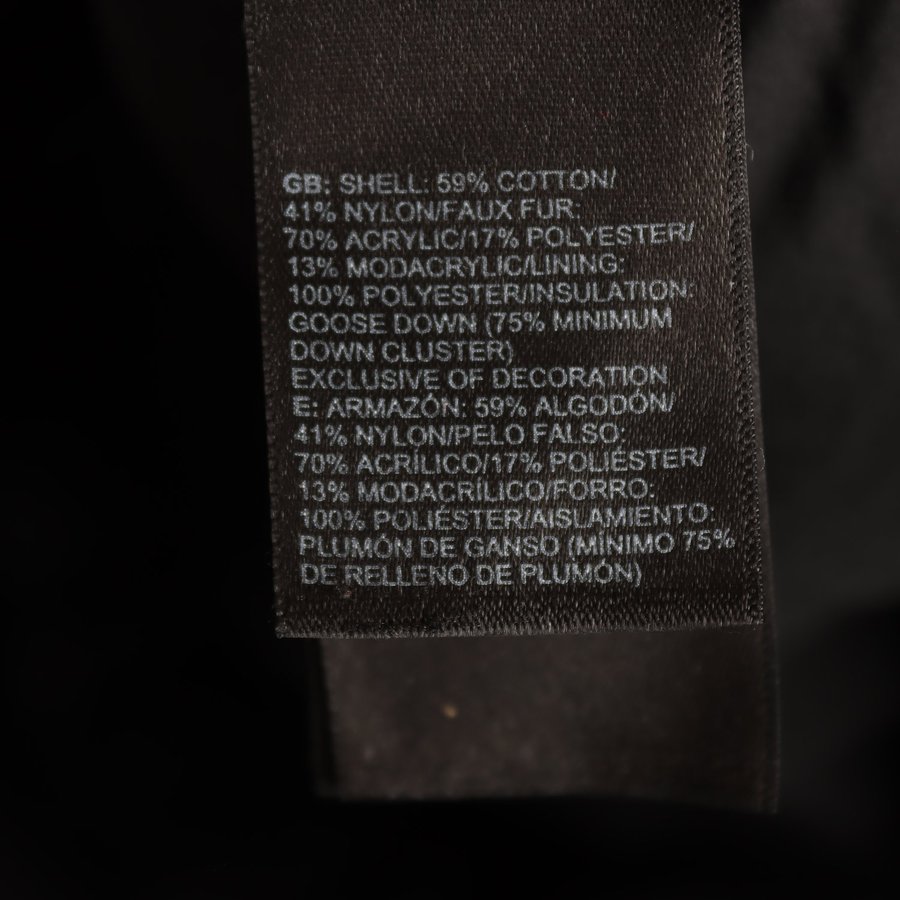 GB: SHELL: 59% COTTON/
41% NYLON/FAUX FUR:
70% ACRYLIC/17% POLYESTER/
13% MODACRYLIC/LINING:
100% POLYESTER/INSULATION:
GOOSE DOWN (75% MINIMUM
DOWN CLUSTER)
EXCLUSIVE OF DECORATION
E: ARMAZÓN: 59% ALGODÓN/
41% NYLON/PELO FALSO:
70% ACRÍLICO/17% POLIÉSTER/
13% MODACRÍLICO/FORRO:
100% POLIÉSTER/AISLAMIENTO:
PLUMÓN DE GANSO (MÍNIMO 75%
DE RELLENO DE PLUMÓN)